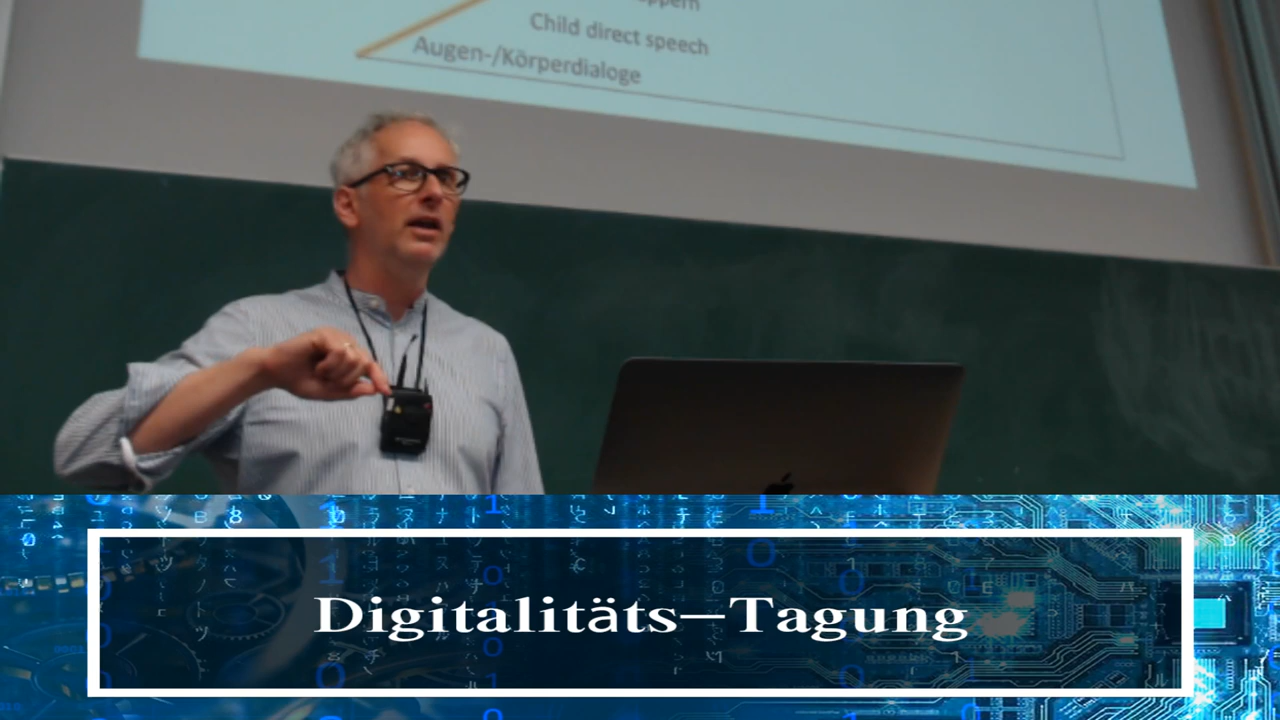 Child direct speech
Augen-/Körperdialoge
Digitalitäts–Tagung